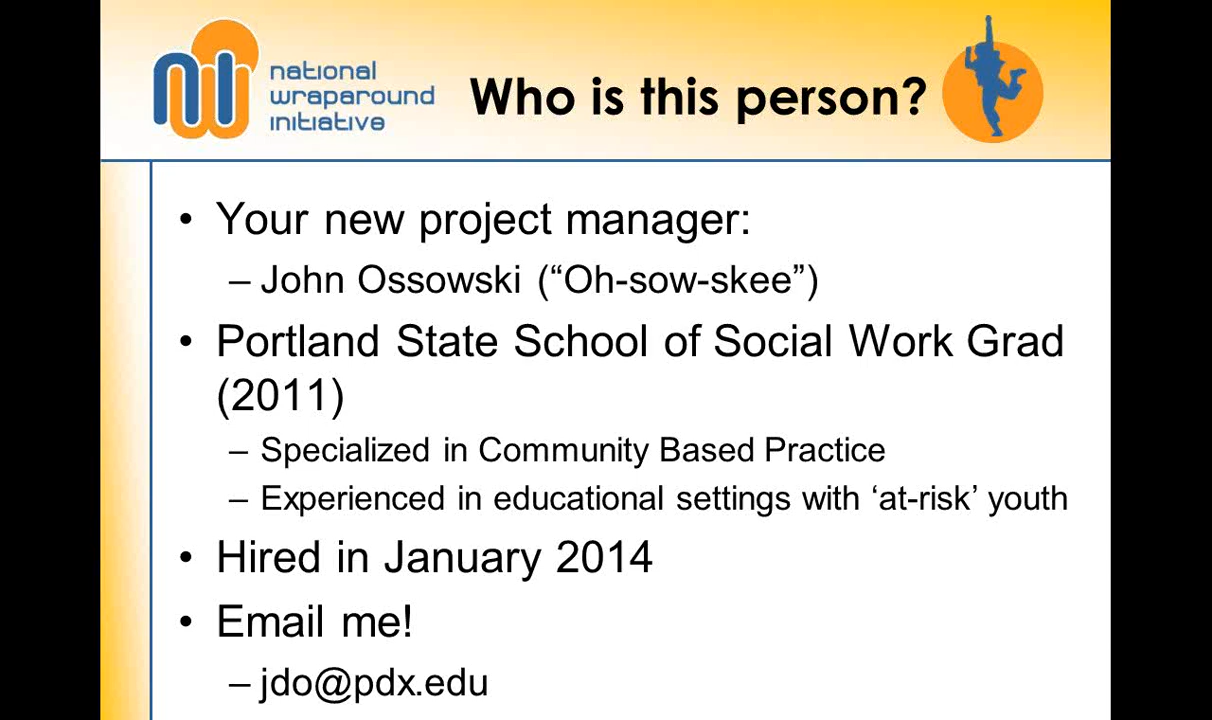 national
wraparound
initiative
Who is this person?
• Your new project manager:
– John Ossowski (“Oh-sow-skee”)
• Portland State School of Social Work Grad
(2011)
– Specialized in Community Based Practice
– Experienced in educational settings with ‘at-risk’ youth
• Hired in January 2014
• Email me!
– jdo@pdx.edu